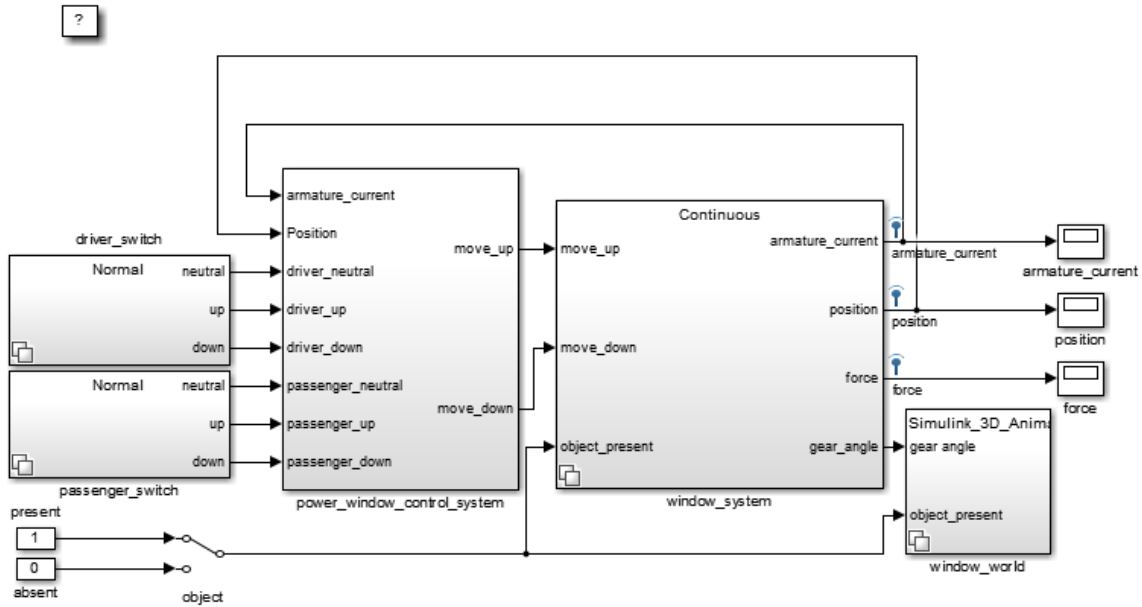 ?
driver_switch
Normal
neutral
up
down
Normal
neutral
up
down
passenger_switch
armature_current
Position
driver_neutral
driver_up
driver_down
passenger_neutral
passenger_up
passenger_down
move_up
move_down
power_window_control_system
Continuous
move_up
move_down
object_present
armature_current
position
force
gear_angle
window_system
armature_current
position
force
armature_current
position
force
Simulink_3D_Anima
gear angle
object_present
window_world
present
1
0
absent
object